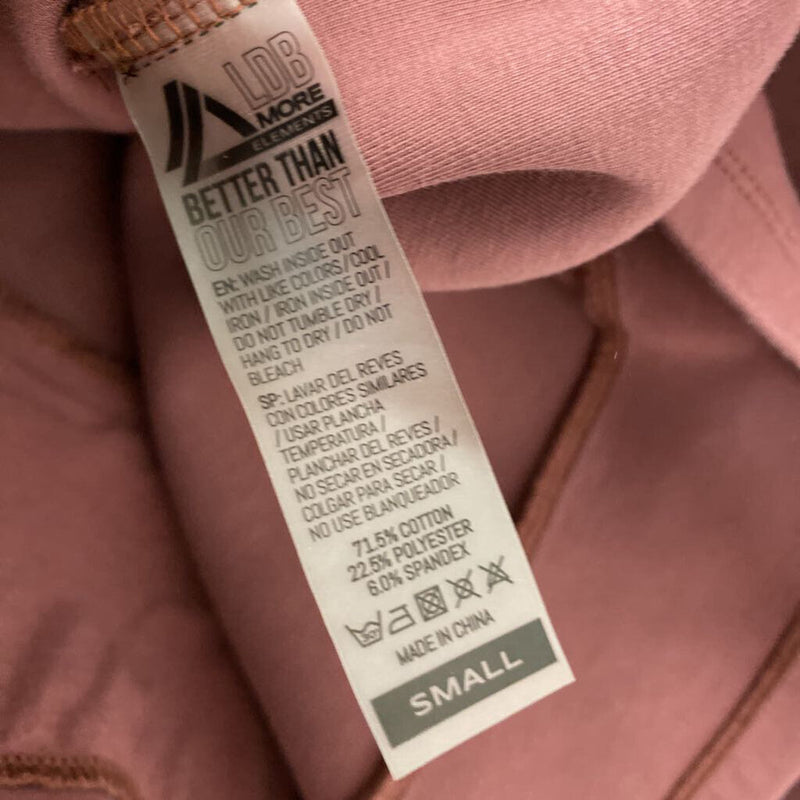 LDB
MORE
ELEMENTS
BETTER THAN
OUR BEST
EN: WASH INSIDE OUT
WITH LIKE COLORS/COOL
IRON / IRON INSIDE OUT /
DO NOT TUMBLE DRY /
HANG TO DRY / DO NOT
BLEACH
SP: LAVAR DEL REVES
CON COLORES SIMILARES
/ USAR PLANCHA
TEMPERATURA /
PLANCHAR DEL REVES /
NO SECAR EN SECADORA /
COLGAR PARA SECAR /
NO USE BLANQUEADOR
71.5% COTTON
22.5% POLYESTER
6.0% SPANDEX
30°
MADE IN CHINA
SMALL